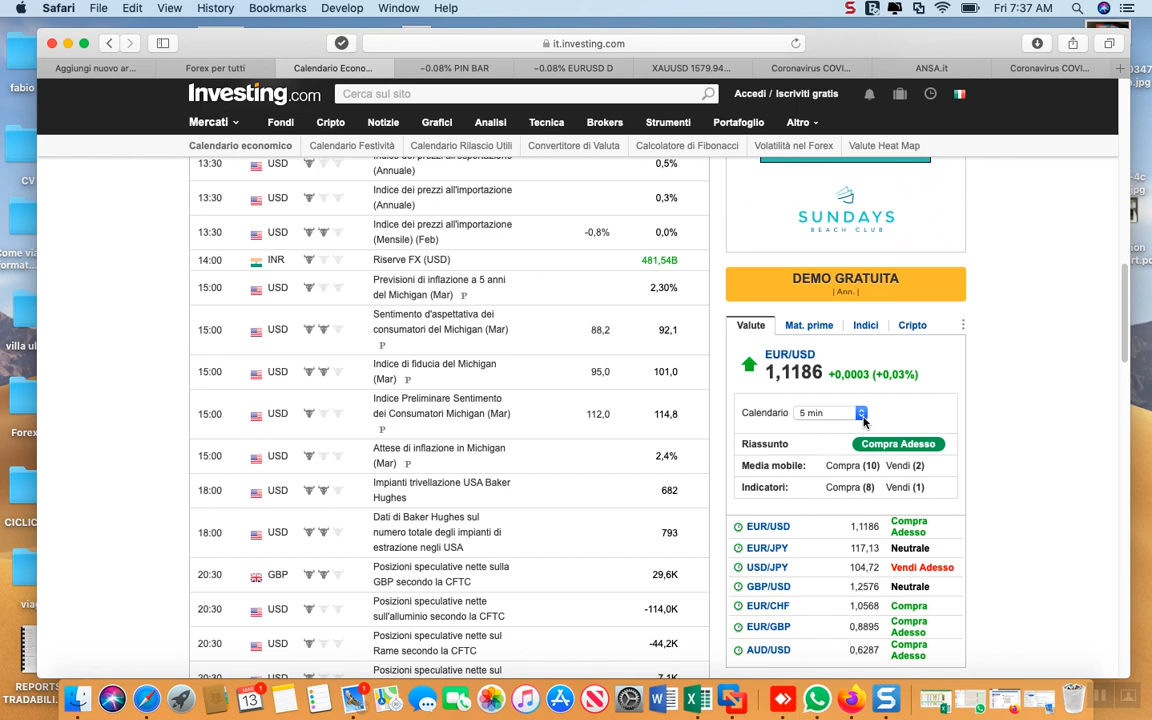 Safari File Edit View History Bookmarks Develop Window Help
Fri 7:37 AM
it.investing.com
Aggiungi nuovo ar...
Forex per tutti
Calendario Econo...
−0.08% PIN BAR
−0.08% EURUSD D
XAUUSD 1579.94...
Coronavirus COVI...
ANSA.it
Coronavirus COVI...
Investing.com
Cerca sul sito
Accedi / Iscriviti gratis
Mercati Fondi Cripto Notizie Grafici Analisi Tecnica Brokers Strumenti Portafoglio Altro
Calendario economico Calendario Festività Calendario Rilascio Utili Convertitore di Valuta Calcolatore di Fibonacci Volatilità nel Forex Valute Heat Map
13:30 USD (Annuale) 0,5%
Indice dei prezzi all'importazione
13:30 USD (Annuale) 0,3%
Indice dei prezzi all'importazione
13:30 USD (Mensile) (Feb) -0,8% 0,0%
14:00 INR Riserve FX (USD) 481,54B
Previsioni di inflazione a 5 anni
15:00 USD del Michigan (Mar) P 2,30%
Sentimento d'aspettativa dei
15:00 USD consumatori del Michigan (Mar) 88,2 92,1
P
Indice di fiducia del Michigan
15:00 USD (Mar) P 95,0 101,0
Indice Preliminare Sentimento
15:00 USD dei Consumatori Michigan (Mar) 112,0 114,8
P
Attese di inflazione in Michigan
15:00 USD (Mar) P 2,4%
Impianti trivellazione USA Baker
18:00 USD Hughes 682
Dati di Baker Hughes sul
18:00 USD numero totale degli impianti di 793
estrazione negli USA
Posizioni speculative nette sulla
20:30 GBP GBP secondo la CFTC 29,6K
Posizioni speculative nette
20:30 USD sull'alluminio secondo la CFTC -114,0K
Posizioni speculative nette sul
20:30 USD Rame secondo la CFTC -44,2K
Posizioni speculative nette sul
SUNDAYS
BEACH CLUB
DEMO GRATUITA
| Ann. |
Valute Mat. prime Indici Cripto
EUR/USD
1,1186 +0,0003 (+0,03%)
Calendario 5 min
Riassunto Compra Adesso
Media mobile: Compra (10) Vendi (2)
Indicatori: Compra (8) Vendi (1)
EUR/USD 1,1186 Compra Adesso
EUR/JPY 117,13 Neutrale
USD/JPY 104,72 Vendi Adesso
GBP/USD 1,2576 Neutrale
EUR/CHF 1,0568 Compra
EUR/GBP 0,8895 Compra Adesso
AUD/USD 0,6287 Compra Adesso
fabio
CV
villa ul
Forex
CICLIC
REPORTS
TRADABILI
MAR
13